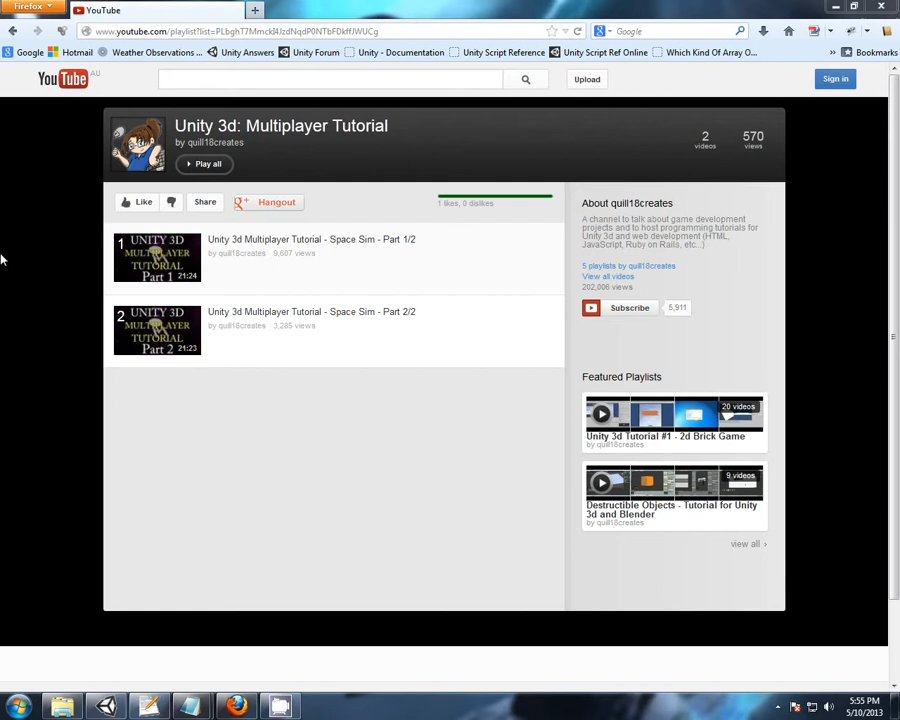 Firefox
YouTube
www.youtube.com/playlist?list=PLbghT7MmckI4JzdNqdP0NTbFDkffJWUCg
Google
Google
Hotmail
Weather Observations ...
Unity Answers
Unity Forum
Unity - Documentation
Unity Script Reference
Unity Script Ref Online
Which Kind Of Array O...
»
Bookmarks
YouTube AU
Upload
Sign in
Unity 3d: Multiplayer Tutorial
by quill18creates
Play all
2
videos
570
views
Like
Share
g+ Hangout
1 likes, 0 dislikes
1
UNITY 3D
MULTIPLAYER
TUTORIAL
Part 1
21:24
Unity 3d Multiplayer Tutorial - Space Sim - Part 1/2
by quill18creates 9,607 views
2
UNITY 3D
MULTIPLAYER
TUTORIAL
Part 2
21:23
Unity 3d Multiplayer Tutorial - Space Sim - Part 2/2
by quill18creates 3,285 views
About quill18creates
A channel to talk about game development
projects and to host programming tutorials for
Unity 3D and web development (HTML,
JavaScript, Ruby on Rails, etc...)
5 playlists by quill18creates
View all videos
202,006 views
Subscribe
5,911
Featured Playlists
20 videos
Unity 3d Tutorial #1 - 2d Brick Game
by quill18creates
9 videos
Destructible Objects - Tutorial for Unity
3d and Blender
by quill18creates
view all ›
5:55 PM
5/10/2013